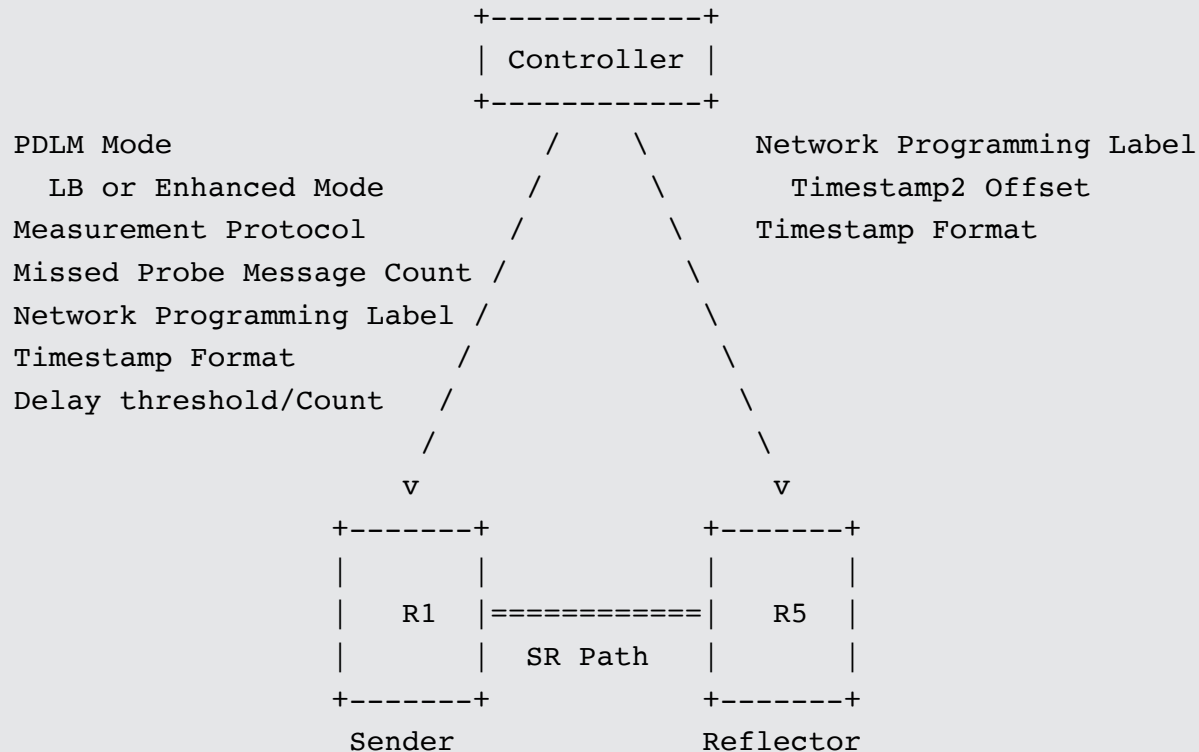 Controller
PDLM Mode
LB or Enhanced Mode
Measurement Protocol
Missed Probe Message Count
Network Programming Label
Timestamp Format
Delay threshold/Count
Network Programming Label
Timestamp2 Offset
Timestamp Format
v v
R1 R5
SR Path
Sender Reflector